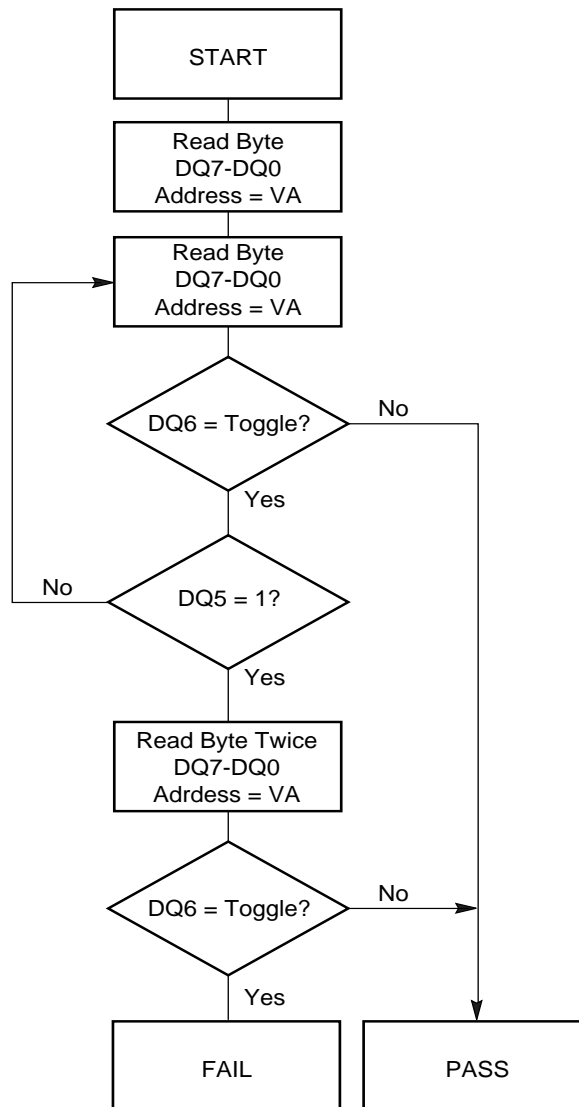 START
Read Byte
DQ7-DQ0
Address = VA
Read Byte
DQ7-DQ0
Address = VA
DQ6 = Toggle?
No
Yes
No
DQ5 = 1?
Yes
Read Byte Twice
DQ7-DQ0
Adrdess = VA
DQ6 = Toggle?
No
Yes
FAIL
PASS